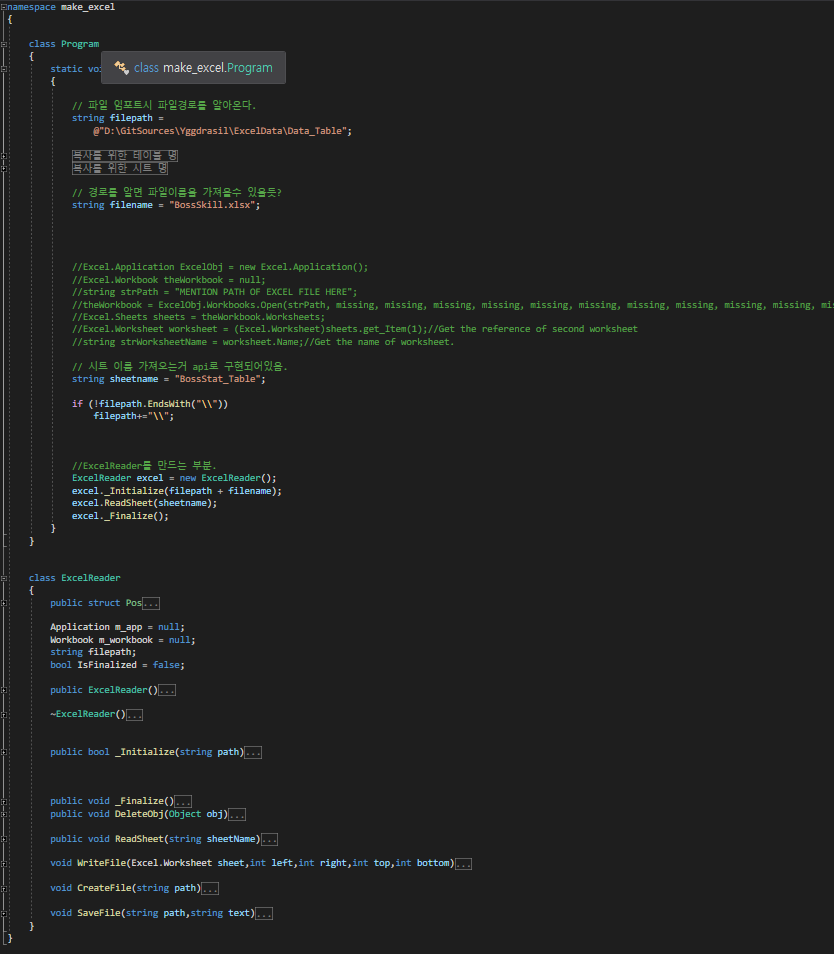 namespace make_excel
{
class Program
{
static voi
class make_excel.Program
{
// 파일 임포트시 파일경로를 알아온다.
string filepath =
@"D:\GitSources\Yggdrasil\ExcelData\Data_Table";
복사를 위한 테이블 명
복사를 위한 시트 명
// 경로를 알면 파일이름을 가져올수 있을듯?
string filename = "BossSkill.xlsx";
//Excel.Application ExcelObj = new Excel.Application();
//Excel.Workbook theWorkbook = null;
//string strPath = "MENTION PATH OF EXCEL FILE HERE";
//theWorkbook = ExcelObj.Workbooks.Open(strPath, missing, missing, missing, missing, missing, missing, missing, missing, missing, missing, mis
//Excel.Sheets sheets = theWorkbook.Worksheets;
//Excel.Worksheet worksheet = (Excel.Worksheet)sheets.get_Item(1);//Get the reference of second worksheet
//string strWorksheetName = worksheet.Name;//Get the name of worksheet.
// 시트 이름 가져오는거 api로 구현되어있음.
string sheetname = "BossStat_Table";
if (!filepath.EndsWith("\\"))
filepath+="\\";
//ExcelReader를 만드는 부분.
ExcelReader excel = new ExcelReader();
excel._Initialize(filepath + filename);
excel.ReadSheet(sheetname);
excel._Finalize();
}
}
class ExcelReader
{
public struct Pos...
Application m_app = null;
Workbook m_workbook = null;
string filepath;
bool IsFinalized = false;
public ExcelReader()...
~ExcelReader()...
public bool _Initialize(string path)...
public void _Finalize()...
public void DeleteObj(Object obj)...
public void ReadSheet(string sheetName)...
void WriteFile(Excel.Worksheet sheet,int left,int right,int top,int bottom)...
void CreateFile(string path)...
void SaveFile(string path,string text)...
}
}